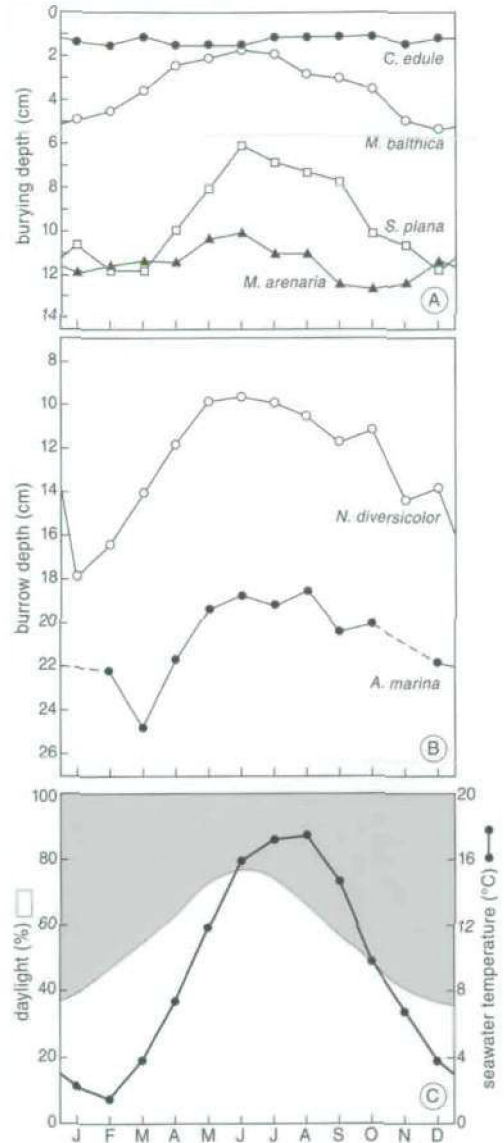 0
2
4
6
8
10
12
14
burying depth (cm)
C. edule
M. balthica
S. plana
M. arenaria
A
8
10
12
14
16
18
20
22
24
26
burrow depth (cm)
N. diversicolor
A. marina
B
100
80
60
40
20
0
daylight (%)
20
16
12
8
4
0
seawater temperature (°C)
C
J F M A M J J A S O N D